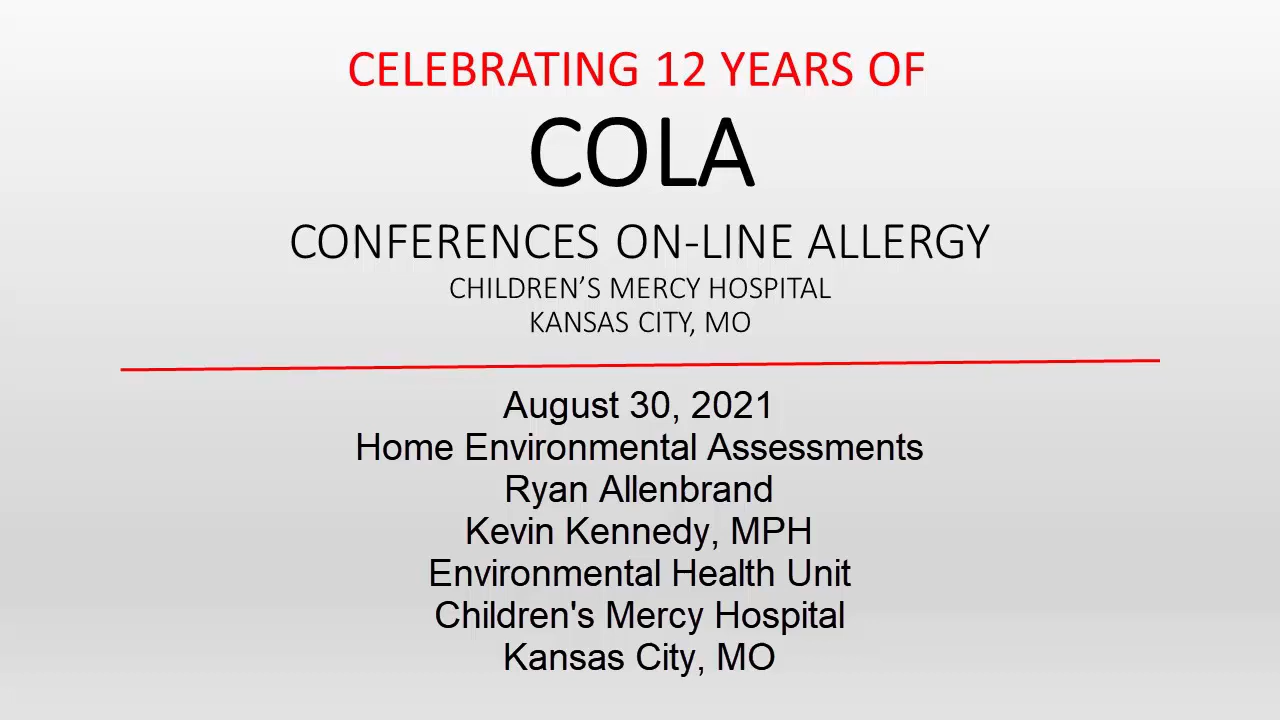 CELEBRATING 12 YEARS OF
COLA
CONFERENCES ON-LINE ALLERGY
CHILDREN’S MERCY HOSPITAL
KANSAS CITY, MO
August 30, 2021
Home Environmental Assessments
Ryan Allenbrand
Kevin Kennedy, MPH
Environmental Health Unit
Children's Mercy Hospital
Kansas City, MO